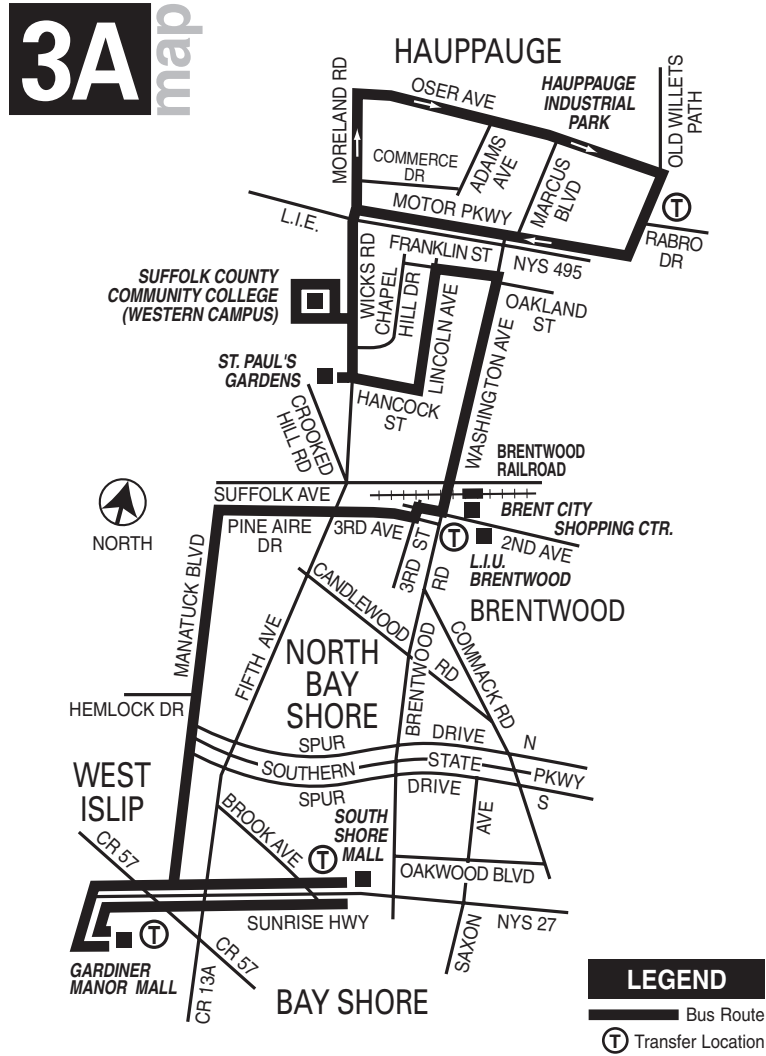 3A
map
HAUPPAUGE
MORELAND RD
OSER AVE
HAUPPAUGE
INDUSTRIAL
PARK
OLD WILLETS
PATH
COMMERCE
DR
ADAMS
AVE
MARCUS
BLVD
MOTOR PKWY
T
RABRO
DR
L.I.E.
FRANKLIN ST
NYS 495
WICKS RD
CHAPEL
HILL DR
LINCOLN AVE
OAKLAND
ST
SUFFOLK COUNTY
COMMUNITY COLLEGE
(WESTERN CAMPUS)
WASHINGTON AVE
ST. PAUL'S
GARDENS
HANCOCK
ST
CROOKED
HILL RD
BRENTWOOD
RAILROAD
SUFFOLK AVE
BRENT CITY
SHOPPING CTR.
NORTH
PINE AIRE
DR
3RD AVE
3RD ST
T
2ND AVE
L.I.U.
BRENTWOOD
MANATUCK BLVD
CANDLEWOOD
RD
BRENTWOOD
RD
BRENTWOOD
COMMACK RD
FIFTH AVE
NORTH
BAY
SHORE
HEMLOCK DR
SPUR
DRIVE
N
SOUTHERN
STATE
PKWY
SPUR
DRIVE
S
WEST
ISLIP
BROOK AVE
SOUTH
SHORE
MALL
T
AVE
CR 57
OAKWOOD BLVD
SUNRISE HWY
NYS 27
T
GARDINER
MANOR MALL
CR 57
SAXON
CR 13A
BAY SHORE
LEGEND
Bus Route
T Transfer Location